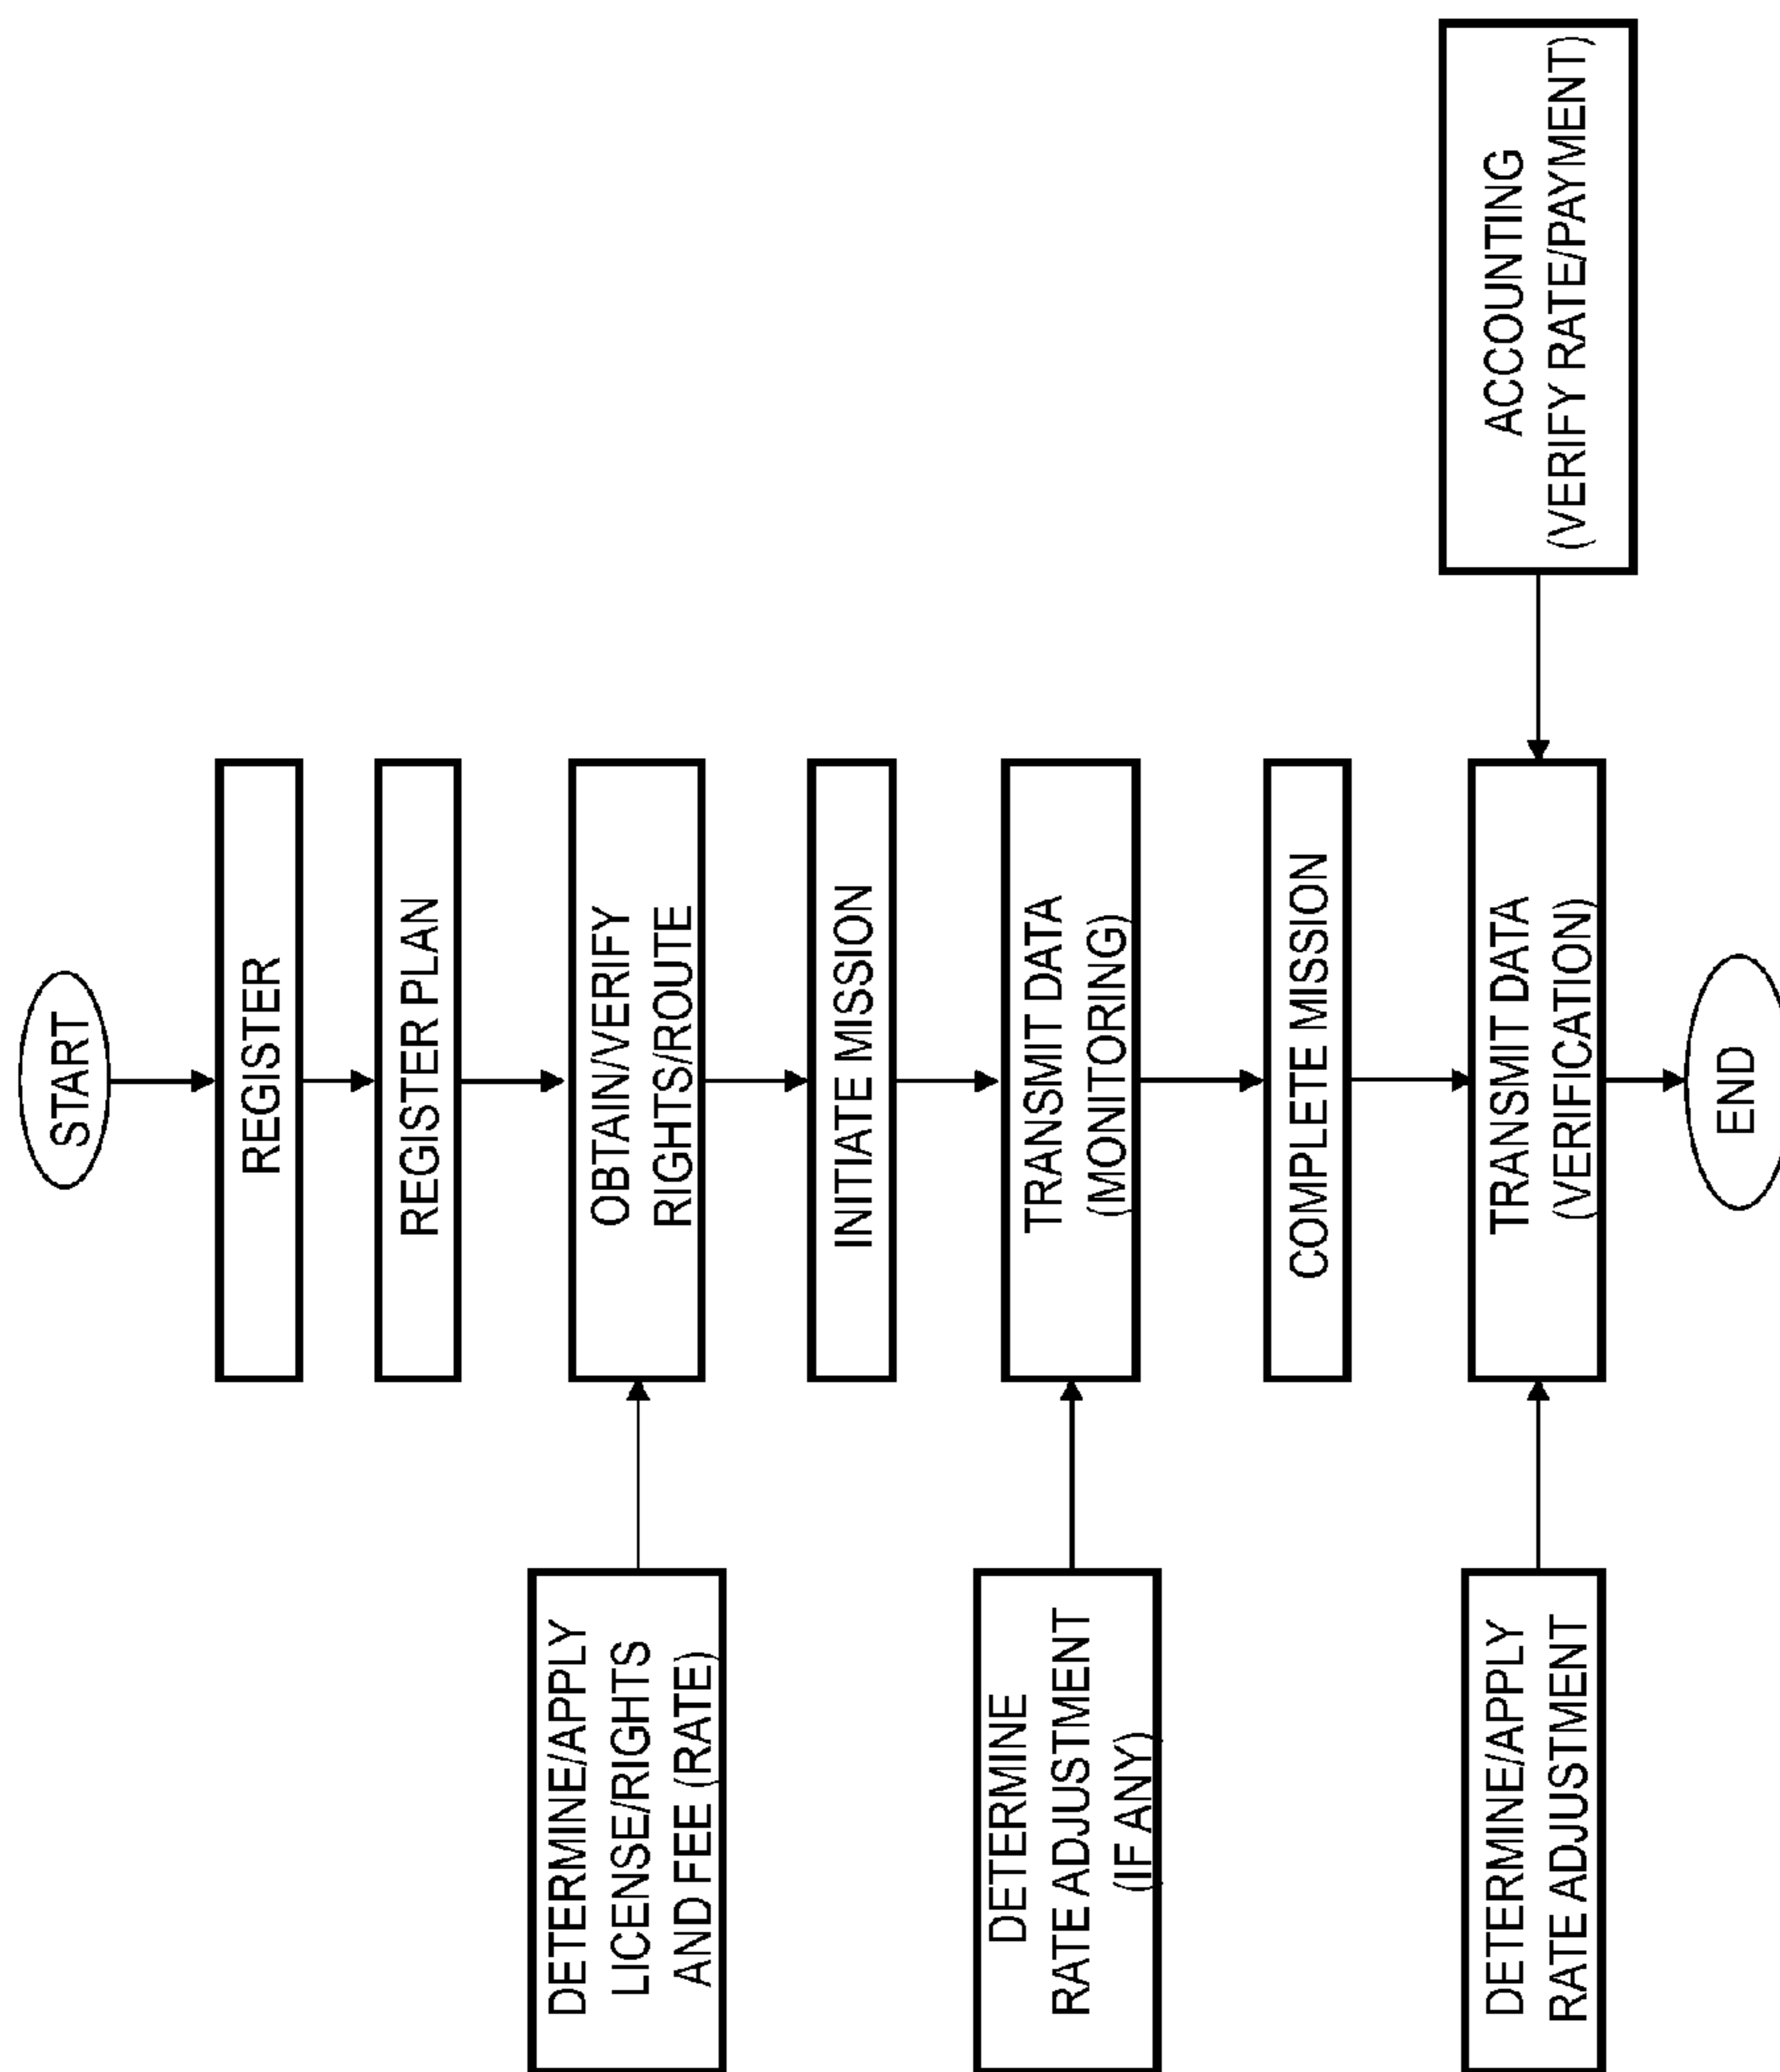 START
REGISTER
REGISTER PLAN
DETERMINE/APPLY
LICENSE/RIGHTS
AND FEE (RATE)
OBTAIN/VERIFY
RIGHTS/ROUTE
INITIATE MISSION
DETERMINE
RATE ADJUSTMENT
(IF ANY)
TRANSMIT DATA
(MONITORING)
COMPLETE MISSION
DETERMINE/APPLY
RATE ADJUSTMENT
TRANSMIT DATA
(VERIFICATION)
ACCOUNTING
(VERIFY RATE/PAYMENT)
END